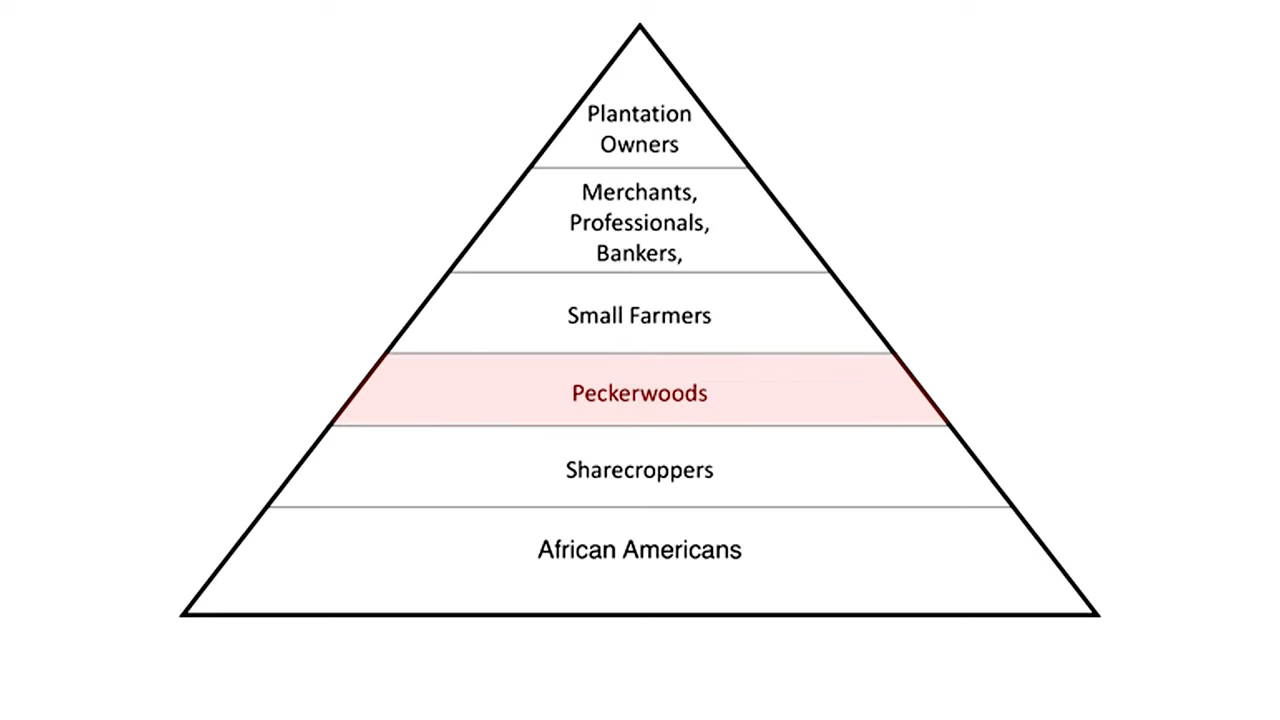 Plantation
Owners
Merchants,
Professionals,
Bankers,
Small Farmers
Peckerwoods
Sharecroppers
African Americans